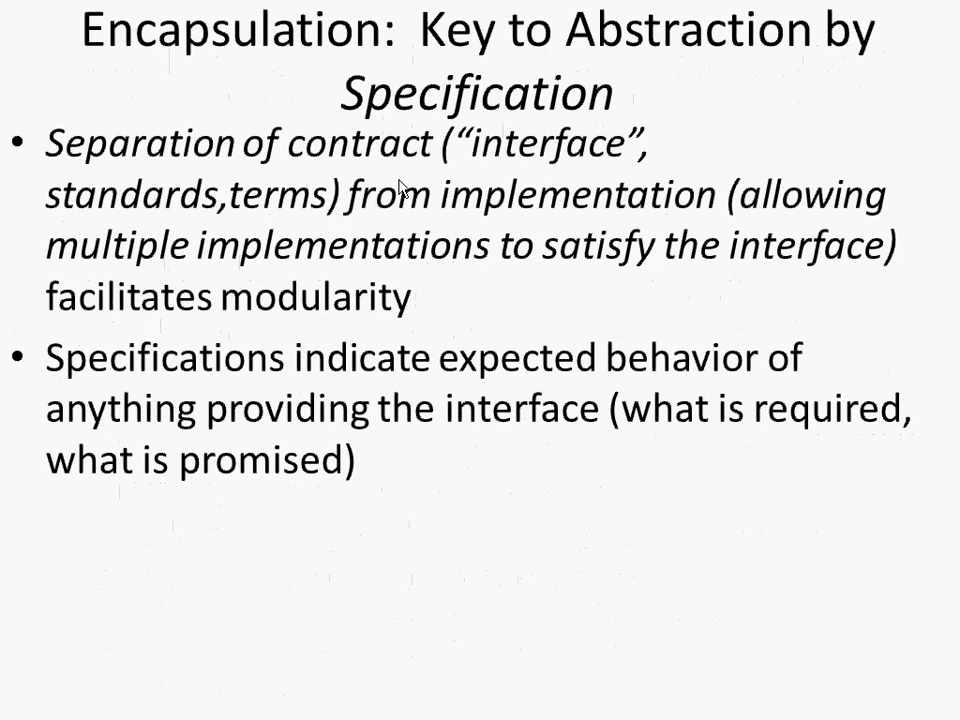 Encapsulation: Key to Abstraction by
Specification
• Separation of contract (“interface”,
standards,terms) from implementation (allowing
multiple implementations to satisfy the interface)
facilitates modularity
• Specifications indicate expected behavior of
anything providing the interface (what is required,
what is promised)